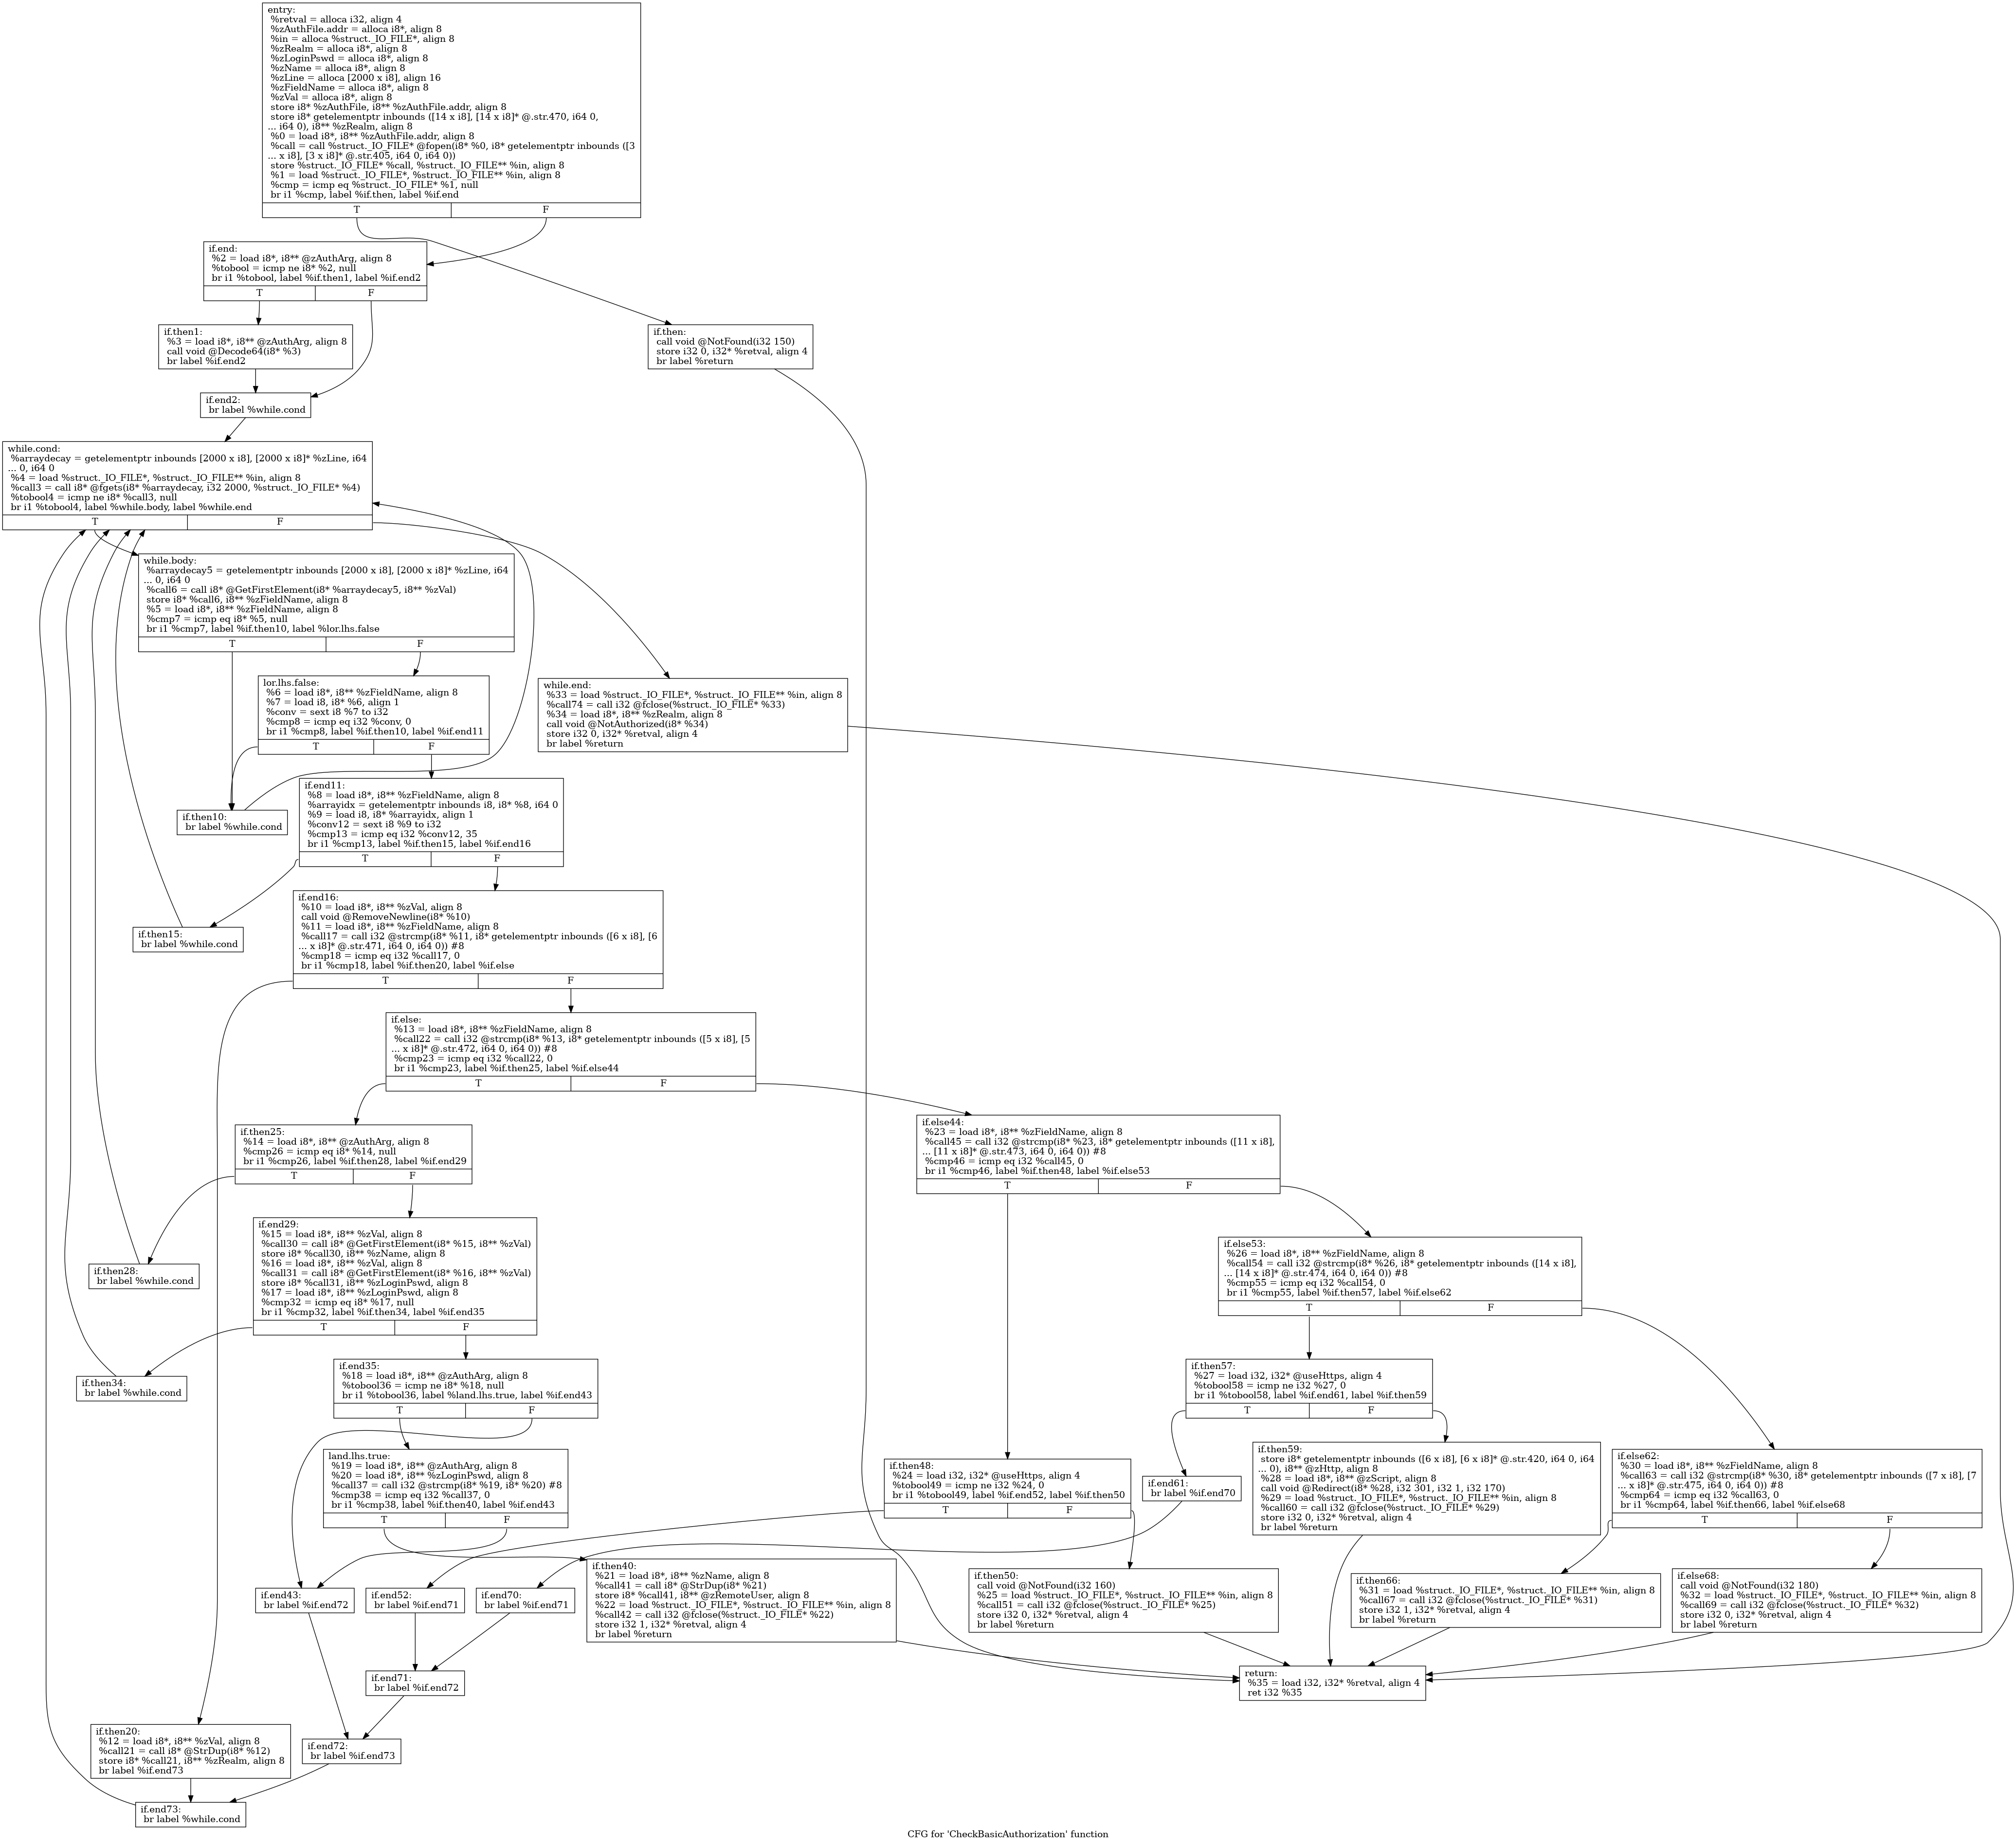 entry:
%retval = alloca i32, align 4
%zAuthFile.addr = alloca i8*, align 8
%in = alloca %struct._IO_FILE*, align 8
%zRealm = alloca i8*, align 8
%zLoginPswd = alloca i8*, align 8
%zName = alloca i8*, align 8
%zLine = alloca [2000 x i8], align 16
%zFieldName = alloca i8*, align 8
%zVal = alloca i8*, align 8
store i8* %zAuthFile, i8** %zAuthFile.addr, align 8
store i8* getelementptr inbounds ([14 x i8], [14 x i8]* @.str.470, i64 0,
... i64 0), i8** %zRealm, align 8
%0 = load i8*, i8** %zAuthFile.addr, align 8
%call = call %struct._IO_FILE* @fopen(i8* %0, i8* getelementptr inbounds ([3
... x i8], [3 x i8]* @.str.405, i64 0, i64 0))
store %struct._IO_FILE* %call, %struct._IO_FILE** %in, align 8
%1 = load %struct._IO_FILE*, %struct._IO_FILE** %in, align 8
%cmp = icmp eq %struct._IO_FILE* %1, null
br i1 %cmp, label %if.then, label %if.end
T F
if.end:
%2 = load i8*, i8** @zAuthArg, align 8
%tobool = icmp ne i8* %2, null
br i1 %tobool, label %if.then1, label %if.end2
T F
if.then1:
%3 = load i8*, i8** @zAuthArg, align 8
call void @Decode64(i8* %3)
br label %if.end2
if.then:
call void @NotFound(i32 150)
store i32 0, i32* %retval, align 4
br label %return
if.end2:
br label %while.cond
while.cond:
%arraydecay = getelementptr inbounds [2000 x i8], [2000 x i8]* %zLine, i64
... 0, i64 0
%4 = load %struct._IO_FILE*, %struct._IO_FILE** %in, align 8
%call3 = call i8* @fgets(i8* %arraydecay, i32 2000, %struct._IO_FILE* %4)
%tobool4 = icmp ne i8* %call3, null
br i1 %tobool4, label %while.body, label %while.end
T F
while.body:
%arraydecay5 = getelementptr inbounds [2000 x i8], [2000 x i8]* %zLine, i64
... 0, i64 0
%call6 = call i8* @GetFirstElement(i8* %arraydecay5, i8** %zVal)
store i8* %call6, i8** %zFieldName, align 8
%5 = load i8*, i8** %zFieldName, align 8
%cmp7 = icmp eq i8* %5, null
br i1 %cmp7, label %if.then10, label %lor.lhs.false
T F
lor.lhs.false:
%6 = load i8*, i8** %zFieldName, align 8
%7 = load i8, i8* %6, align 1
%conv = sext i8 %7 to i32
%cmp8 = icmp eq i32 %conv, 0
br i1 %cmp8, label %if.then10, label %if.end11
T F
while.end:
%33 = load %struct._IO_FILE*, %struct._IO_FILE** %in, align 8
%call74 = call i32 @fclose(%struct._IO_FILE* %33)
%34 = load i8*, i8** %zRealm, align 8
call void @NotAuthorized(i8* %34)
store i32 0, i32* %retval, align 4
br label %return
if.then10:
br label %while.cond
if.end11:
%8 = load i8*, i8** %zFieldName, align 8
%arrayidx = getelementptr inbounds i8, i8* %8, i64 0
%9 = load i8, i8* %arrayidx, align 1
%conv12 = sext i8 %9 to i32
%cmp13 = icmp eq i32 %conv12, 35
br i1 %cmp13, label %if.then15, label %if.end16
T F
if.then15:
br label %while.cond
if.end16:
%10 = load i8*, i8** %zVal, align 8
call void @RemoveNewline(i8* %10)
%11 = load i8*, i8** %zFieldName, align 8
%call17 = call i32 @strcmp(i8* %11, i8* getelementptr inbounds ([6 x i8], [6
... x i8]* @.str.471, i64 0, i64 0)) #8
%cmp18 = icmp eq i32 %call17, 0
br i1 %cmp18, label %if.then20, label %if.else
T F
if.else:
%13 = load i8*, i8** %zFieldName, align 8
%call22 = call i32 @strcmp(i8* %13, i8* getelementptr inbounds ([5 x i8], [5
... x i8]* @.str.472, i64 0, i64 0)) #8
%cmp23 = icmp eq i32 %call22, 0
br i1 %cmp23, label %if.then25, label %if.else44
T F
if.then25:
%14 = load i8*, i8** @zAuthArg, align 8
%cmp26 = icmp eq i8* %14, null
br i1 %cmp26, label %if.then28, label %if.end29
T F
if.else44:
%23 = load i8*, i8** %zFieldName, align 8
%call45 = call i32 @strcmp(i8* %23, i8* getelementptr inbounds ([11 x i8],
... [11 x i8]* @.str.473, i64 0, i64 0)) #8
%cmp46 = icmp eq i32 %call45, 0
br i1 %cmp46, label %if.then48, label %if.else53
T F
if.then28:
br label %while.cond
if.end29:
%15 = load i8*, i8** %zVal, align 8
%call30 = call i8* @GetFirstElement(i8* %15, i8** %zVal)
store i8* %call30, i8** %zName, align 8
%16 = load i8*, i8** %zVal, align 8
%call31 = call i8* @GetFirstElement(i8* %16, i8** %zVal)
store i8* %call31, i8** %zLoginPswd, align 8
%17 = load i8*, i8** %zLoginPswd, align 8
%cmp32 = icmp eq i8* %17, null
br i1 %cmp32, label %if.then34, label %if.end35
T F
if.else53:
%26 = load i8*, i8** %zFieldName, align 8
%call54 = call i32 @strcmp(i8* %26, i8* getelementptr inbounds ([14 x i8],
... [14 x i8]* @.str.474, i64 0, i64 0)) #8
%cmp55 = icmp eq i32 %call54, 0
br i1 %cmp55, label %if.then57, label %if.else62
T F
if.then34:
br label %while.cond
if.end35:
%18 = load i8*, i8** @zAuthArg, align 8
%tobool36 = icmp ne i8* %18, null
br i1 %tobool36, label %land.lhs.true, label %if.end43
T F
if.then57:
%27 = load i32, i32* @useHttps, align 4
%tobool58 = icmp ne i32 %27, 0
br i1 %tobool58, label %if.end61, label %if.then59
T F
land.lhs.true:
%19 = load i8*, i8** @zAuthArg, align 8
%20 = load i8*, i8** %zLoginPswd, align 8
%call37 = call i32 @strcmp(i8* %19, i8* %20) #8
%cmp38 = icmp eq i32 %call37, 0
br i1 %cmp38, label %if.then40, label %if.end43
T F
if.then48:
%24 = load i32, i32* @useHttps, align 4
%tobool49 = icmp ne i32 %24, 0
br i1 %tobool49, label %if.end52, label %if.then50
T F
if.end61:
br label %if.end70
if.then59:
store i8* getelementptr inbounds ([6 x i8], [6 x i8]* @.str.420, i64 0, i64
... 0), i8** @zHttp, align 8
%28 = load i8*, i8** @zScript, align 8
call void @Redirect(i8* %28, i32 301, i32 1, i32 170)
%29 = load %struct._IO_FILE*, %struct._IO_FILE** %in, align 8
%call60 = call i32 @fclose(%struct._IO_FILE* %29)
store i32 0, i32* %retval, align 4
br label %return
if.else62:
%30 = load i8*, i8** %zFieldName, align 8
%call63 = call i32 @strcmp(i8* %30, i8* getelementptr inbounds ([7 x i8], [7
... x i8]* @.str.475, i64 0, i64 0)) #8
%cmp64 = icmp eq i32 %call63, 0
br i1 %cmp64, label %if.then66, label %if.else68
T F
if.end43:
br label %if.end72
if.end52:
br label %if.end71
if.end70:
br label %if.end71
if.then40:
%21 = load i8*, i8** %zName, align 8
%call41 = call i8* @StrDup(i8* %21)
store i8* %call41, i8** @zRemoteUser, align 8
%22 = load %struct._IO_FILE*, %struct._IO_FILE** %in, align 8
%call42 = call i32 @fclose(%struct._IO_FILE* %22)
store i32 1, i32* %retval, align 4
br label %return
if.then50:
call void @NotFound(i32 160)
%25 = load %struct._IO_FILE*, %struct._IO_FILE** %in, align 8
%call51 = call i32 @fclose(%struct._IO_FILE* %25)
store i32 0, i32* %retval, align 4
br label %return
if.then66:
%31 = load %struct._IO_FILE*, %struct._IO_FILE** %in, align 8
%call67 = call i32 @fclose(%struct._IO_FILE* %31)
store i32 1, i32* %retval, align 4
br label %return
if.else68:
call void @NotFound(i32 180)
%32 = load %struct._IO_FILE*, %struct._IO_FILE** %in, align 8
%call69 = call i32 @fclose(%struct._IO_FILE* %32)
store i32 0, i32* %retval, align 4
br label %return
if.end71:
br label %if.end72
return:
%35 = load i32, i32* %retval, align 4
ret i32 %35
if.then20:
%12 = load i8*, i8** %zVal, align 8
%call21 = call i8* @StrDup(i8* %12)
store i8* %call21, i8** %zRealm, align 8
br label %if.end73
if.end72:
br label %if.end73
if.end73:
br label %while.cond
CFG for 'CheckBasicAuthorization' function